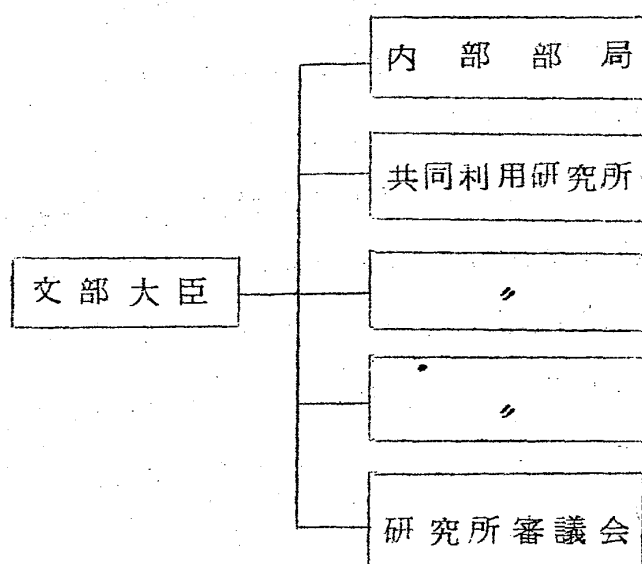 内部部局
共同利用研究所
文部大臣
〃
〃
研究所審議会